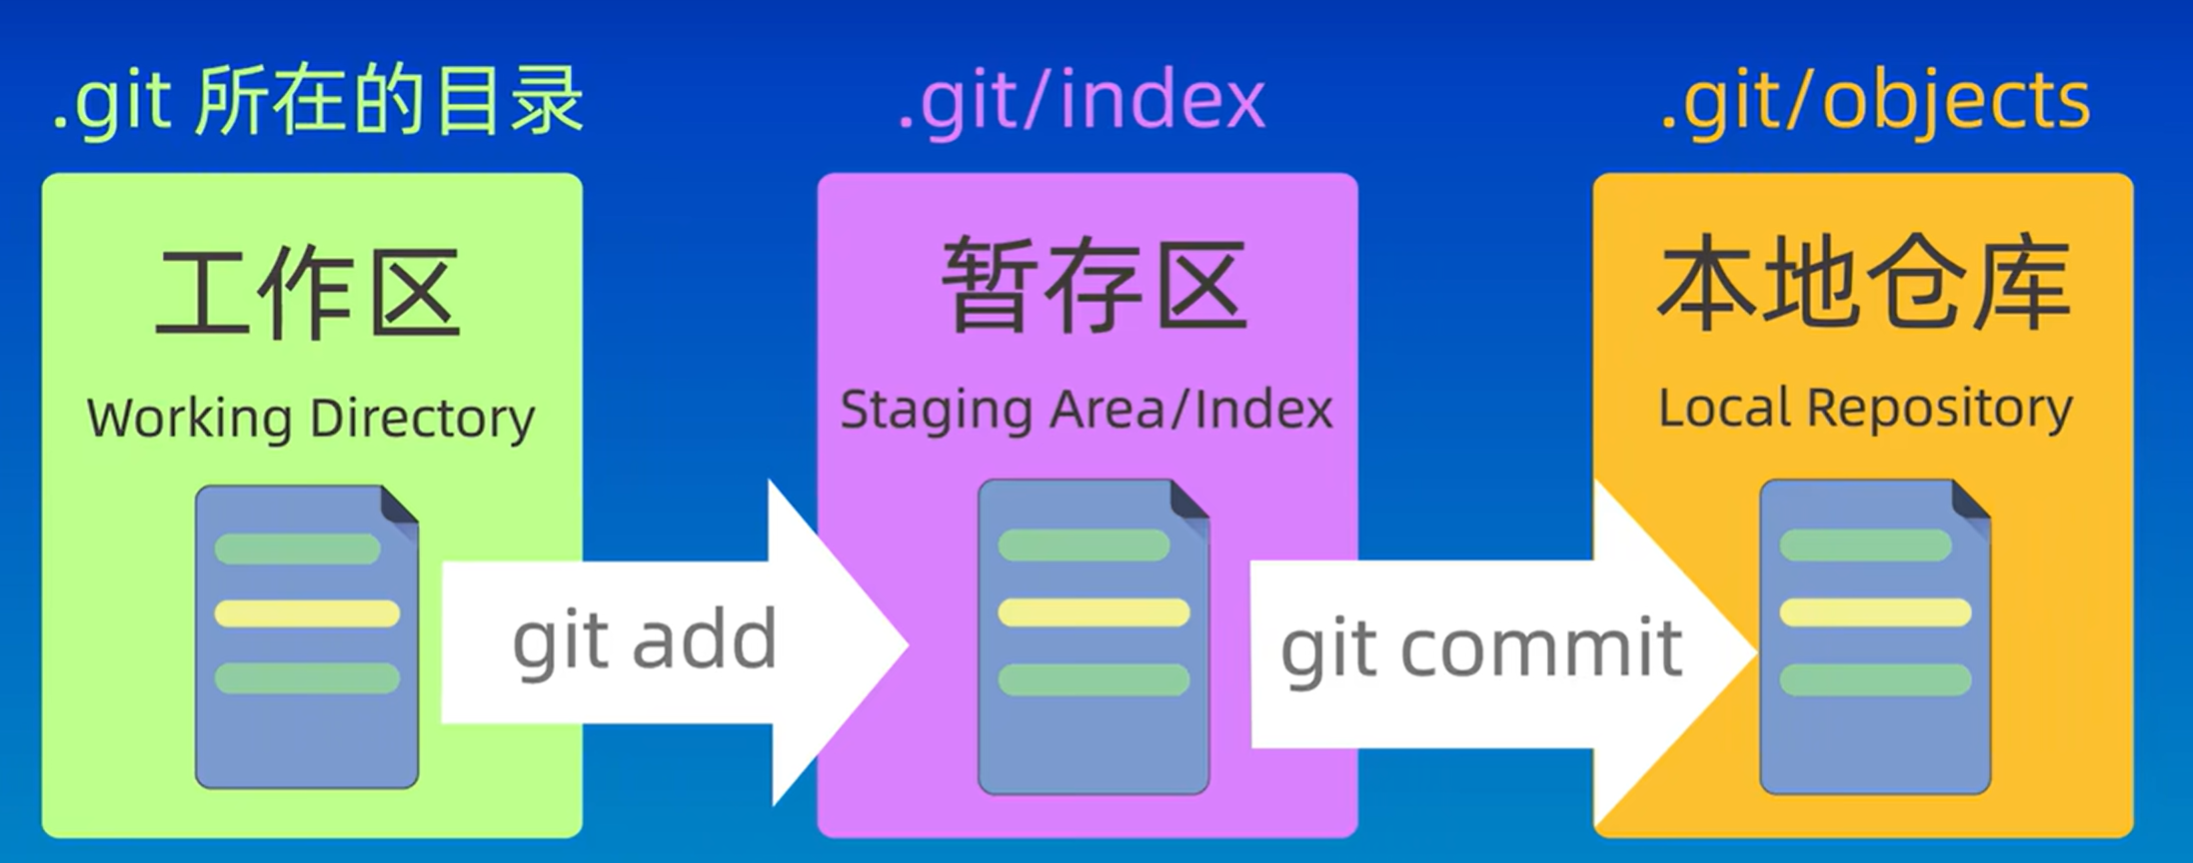 .git 所在的目录
.git/index
.git/objects
工作区
暂存区
本地仓库
Working Directory
Staging Area/Index
Local Repository
git add
git commit